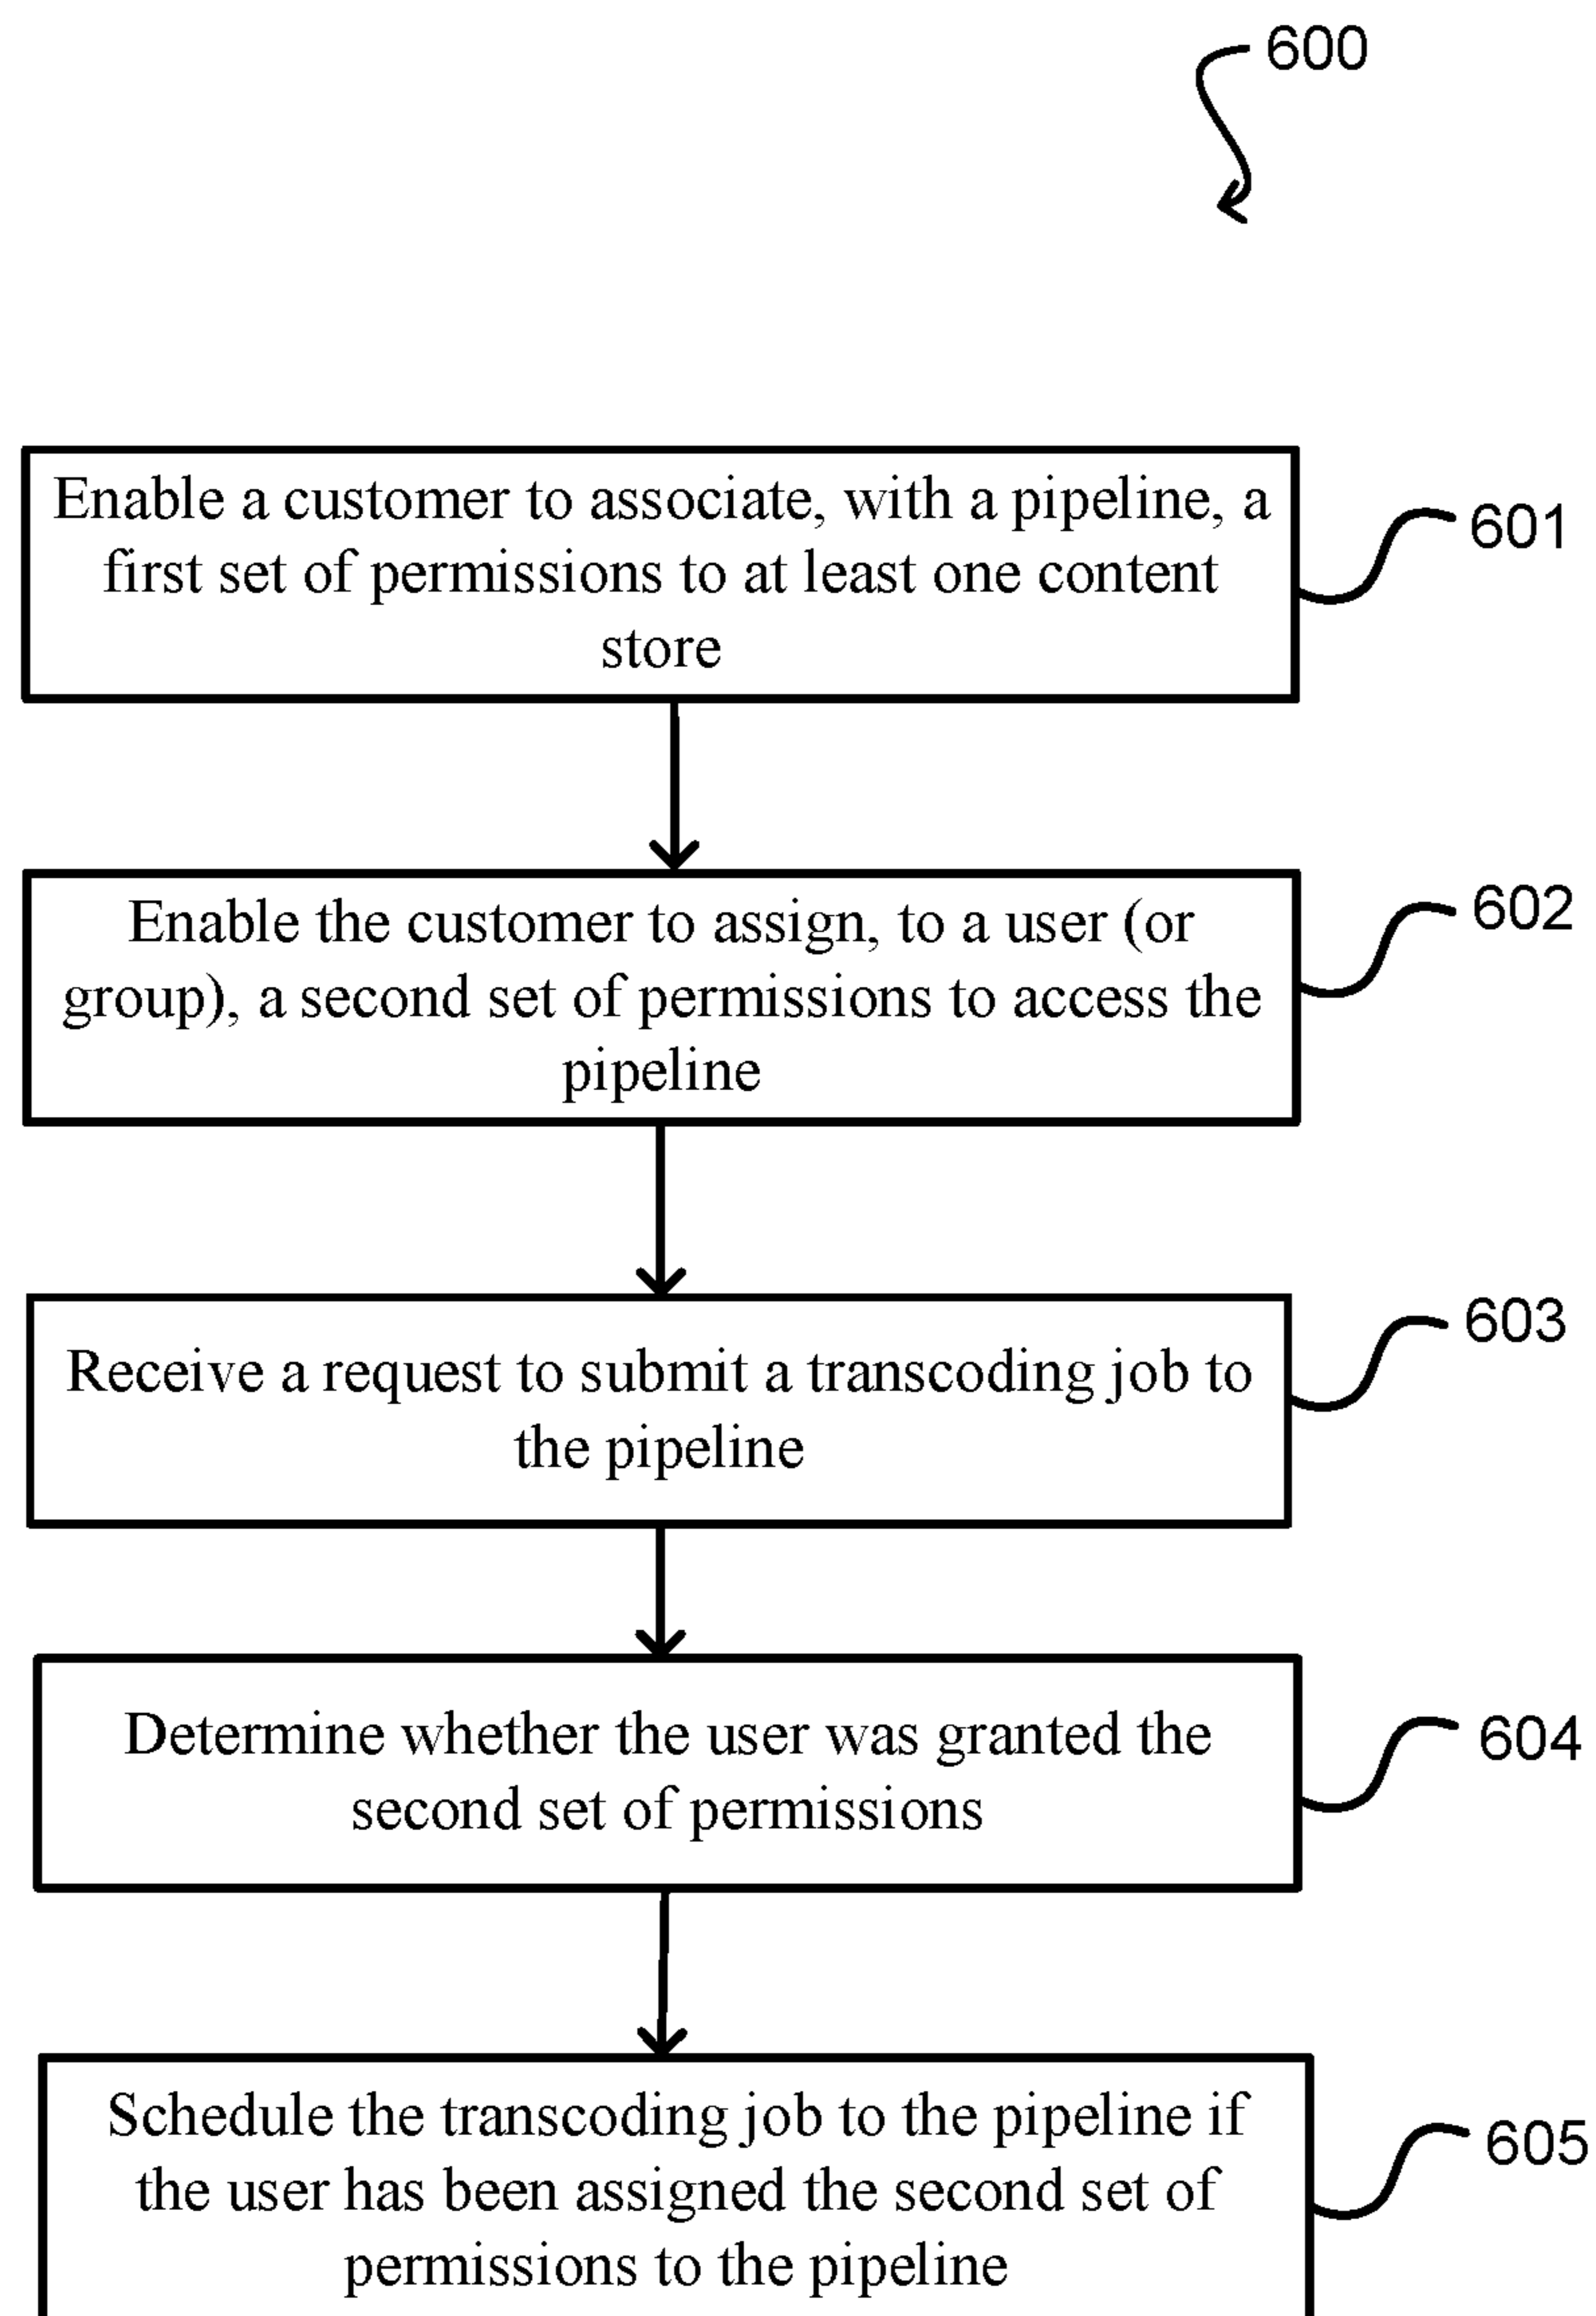 600
Enable a customer to associate, with a pipeline, a
first set of permissions to at least one content
store
601
Enable the customer to assign, to a user (or
group), a second set of permissions to access the
pipeline
602
Receive a request to submit a transcoding job to
the pipeline
603
Determine whether the user was granted the
second set of permissions
604
Schedule the transcoding job to the pipeline if
the user has been assigned the second set of
permissions to the pipeline
605